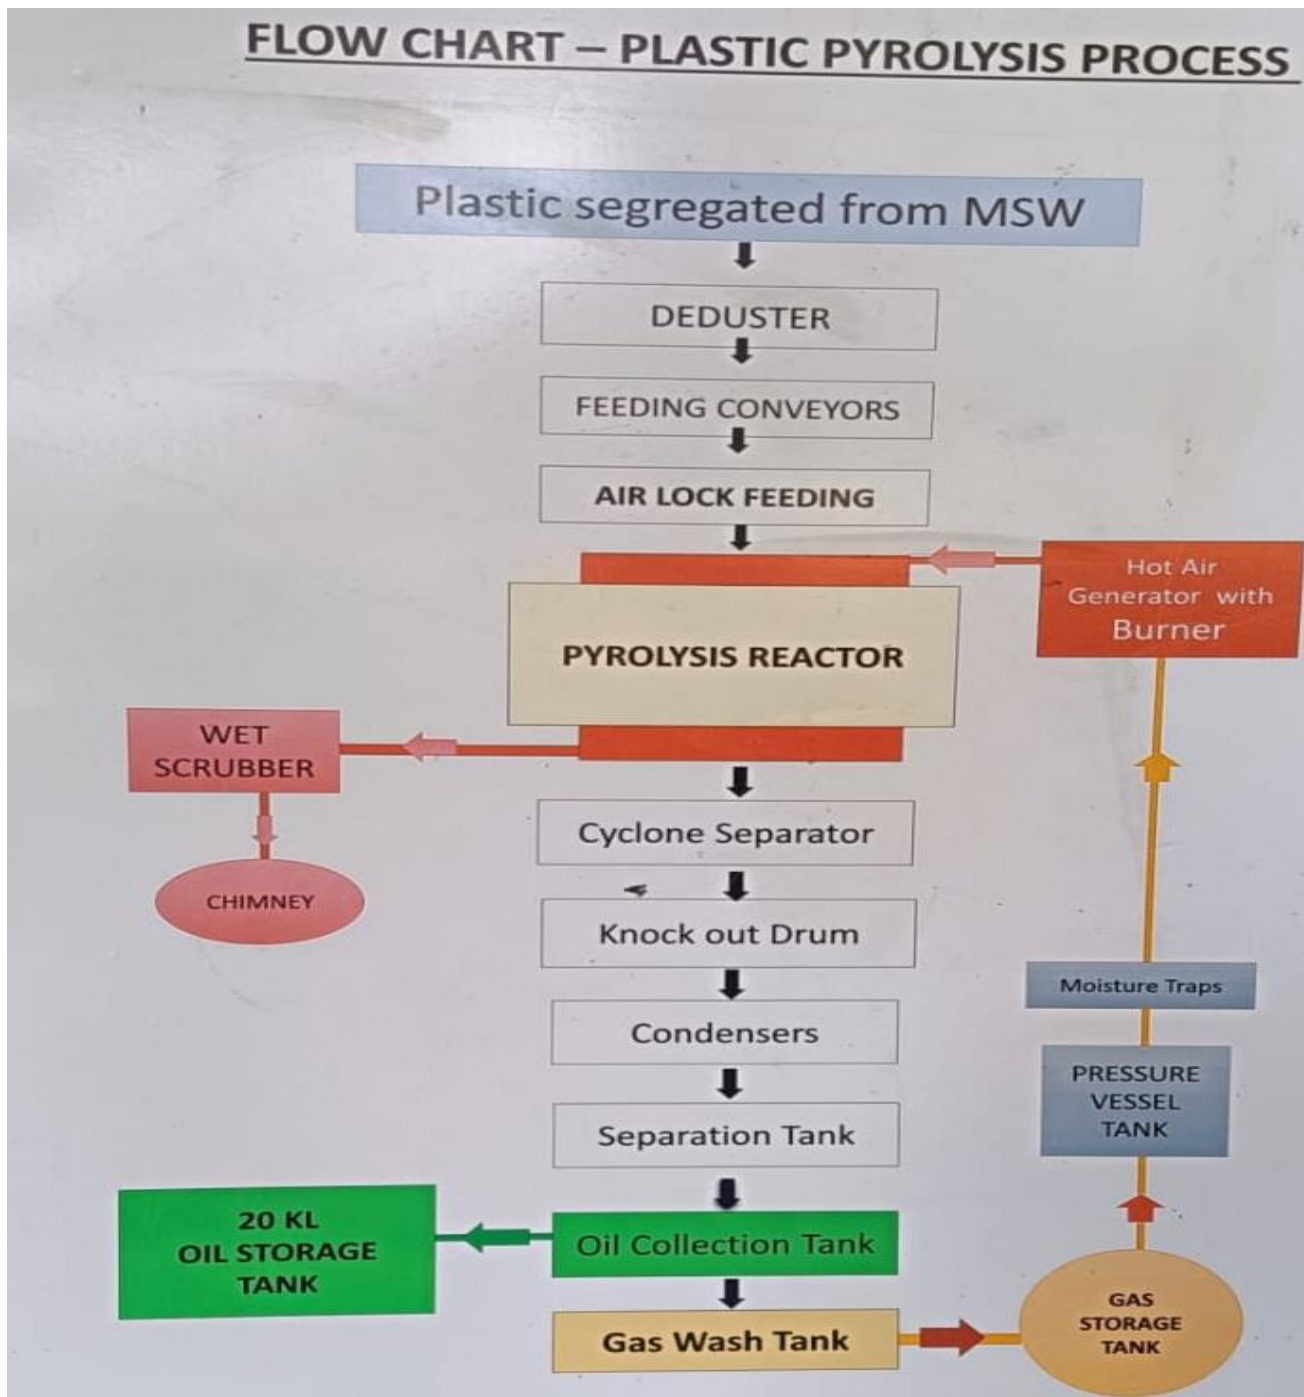 FLOW CHART – PLASTIC PYROLYSIS PROCESS
Plastic segregated from MSW
DEDUSTER
FEEDING CONVEYORS
AIR LOCK FEEDING
Hot Air
Generator with
Burner
PYROLYSIS REACTOR
WET
SCRUBBER
CHIMNEY
Cyclone Separator
Knock out Drum
Condensers
Separation Tank
Oil Collection Tank
20 KL
OIL STORAGE
TANK
Gas Wash Tank
GAS
STORAGE
TANK
PRESSURE
VESSEL
TANK
Moisture Traps